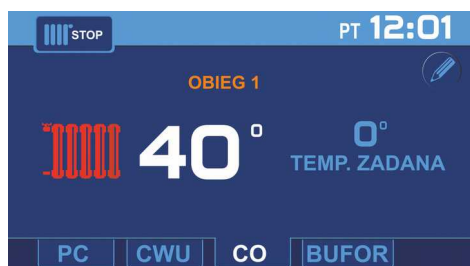 STOP
PT 12:01
OBIEG 1
40°
0°
TEMP. ZADANA
PC CWU CO BUFOR